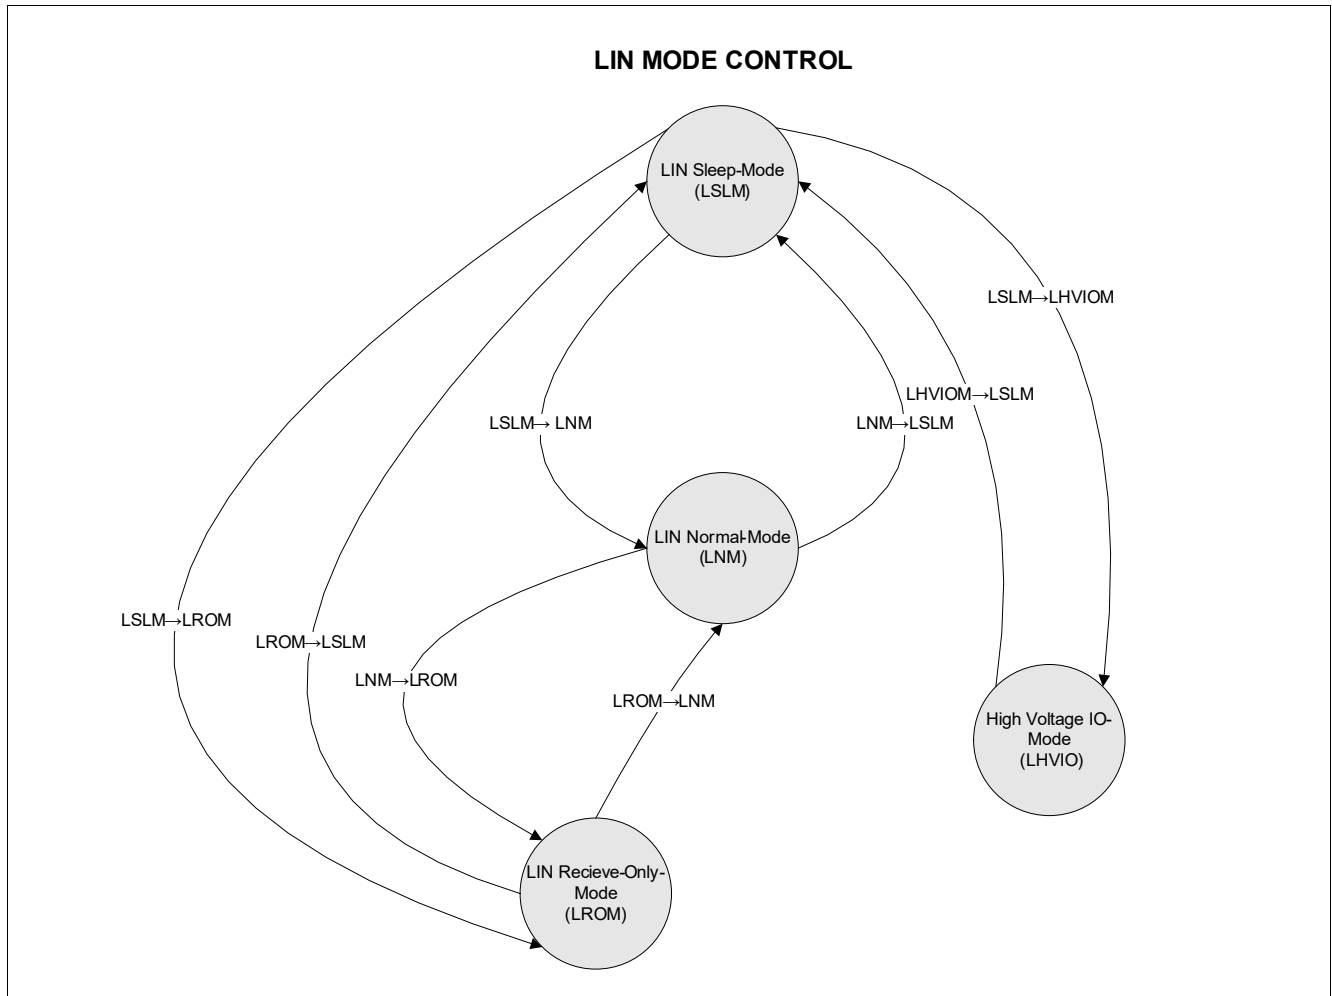 LIN MODE CONTROL
LIN Sleep-Mode
(LSLM)
LSLM→LHVIOM
LHVIOM→LSLM
LSLM→ LNM
LNM→LSLM
LIN Normal-Mode
(LNM)
LSLM→LROM
LROM→LSLM
LNM→LROM
LROM→LNM
High Voltage IO-
Mode
(LHVIO)
LIN Recieve-Only-
Mode
(LROM)